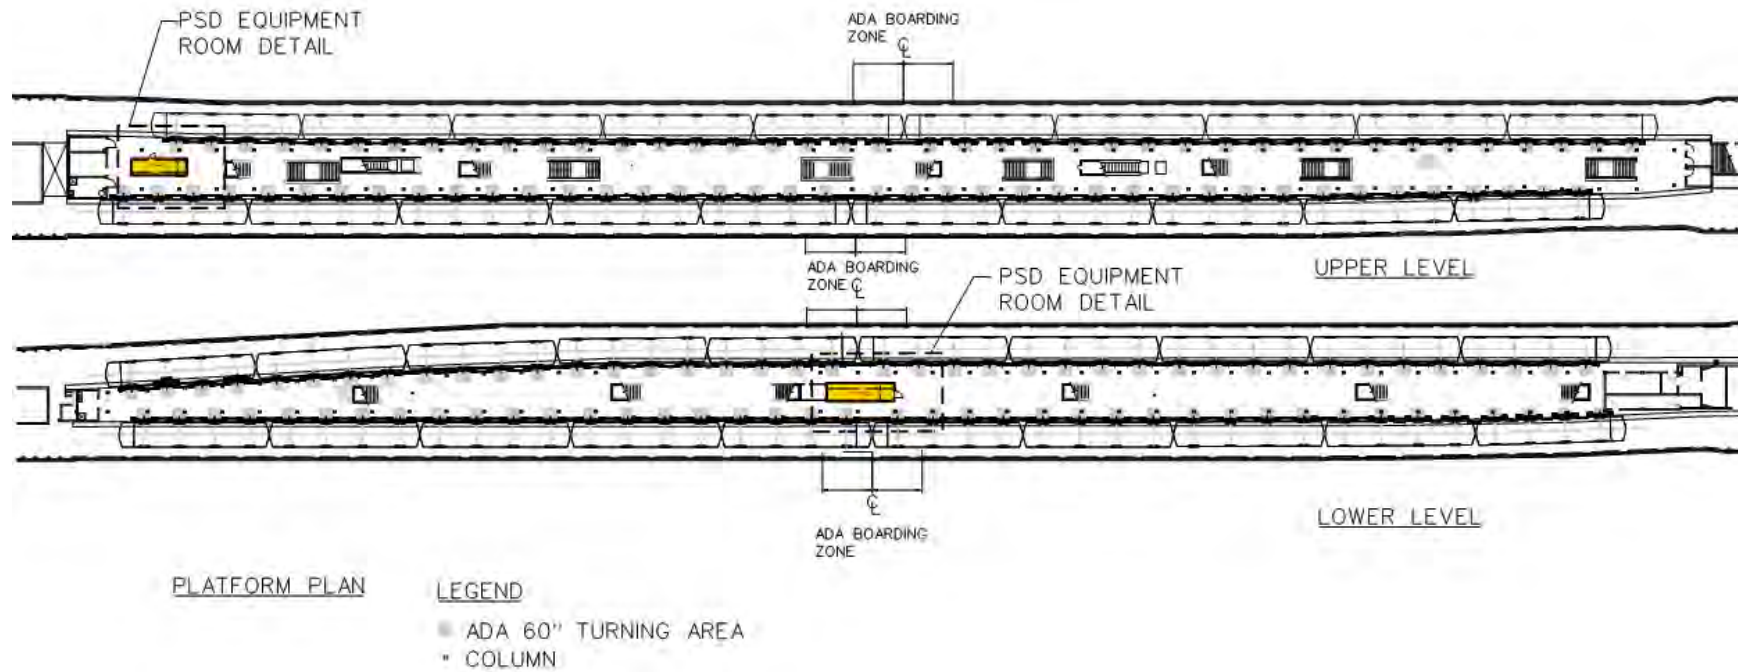 PSD EQUIPMENT
ROOM DETAIL
ADA BOARDING
ZONE ℄
ADA BOARDING
ZONE ℄
UPPER LEVEL
PSD EQUIPMENT
ROOM DETAIL
℄
ADA BOARDING
ZONE
LOWER LEVEL
PLATFORM PLAN
LEGEND
ADA 60" TURNING AREA
COLUMN